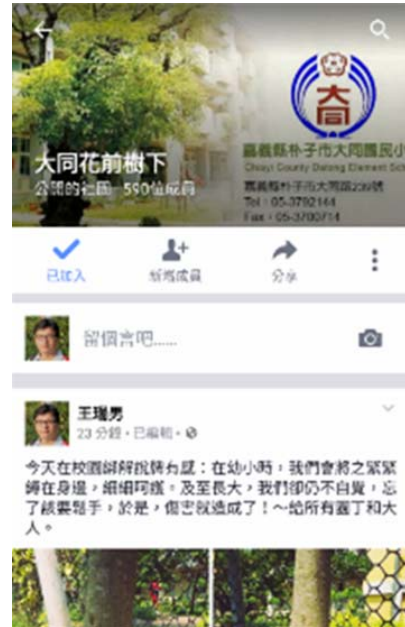 大同
大同花前樹下
公開的社團 590位成員
嘉義縣朴子市大同國民小
Chiayi County Datong Element Sch
嘉義縣朴子市大同路239號
Tel：05-3792144
Fax：05-3700714
已加入
新增成員
分享
留個言吧......
王瑞男
23 分鐘・已編輯・
今天在校園綁解說牌有感：在幼小時，我們會將之緊緊
縛在身邊，細細呵護。及至長大，我們卻仍不自覺，忘
了該要鬆手，於是，傷害就造成了！～給所有園丁和大
人。